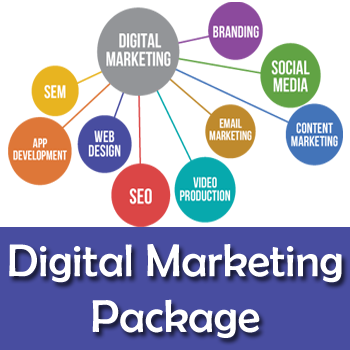 DIGITAL
MARKETING
BRANDING
SOCIAL
MEDIA
SEM
APP
DEVELOPMENT
WEB
DESIGN
EMAIL
MARKETING
CONTENT
MARKETING
SEO
VIDEO
PRODUCTION
Digital Marketing
Package